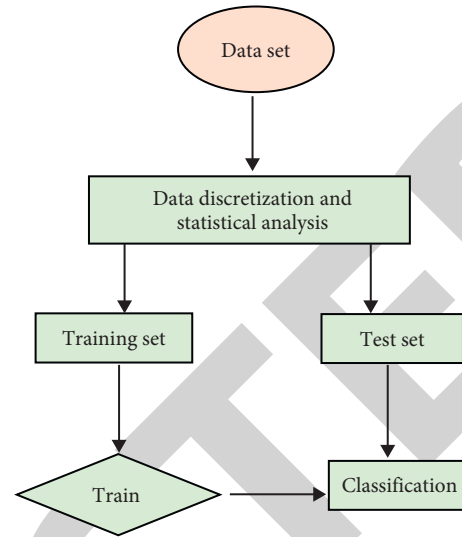 Data set
Data discretization and
statistical analysis
Training set
Test set
Train
Classification